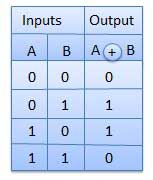 Inputs Output
A B A + B
0 0 0
0 1 1
1 0 1
1 1 0